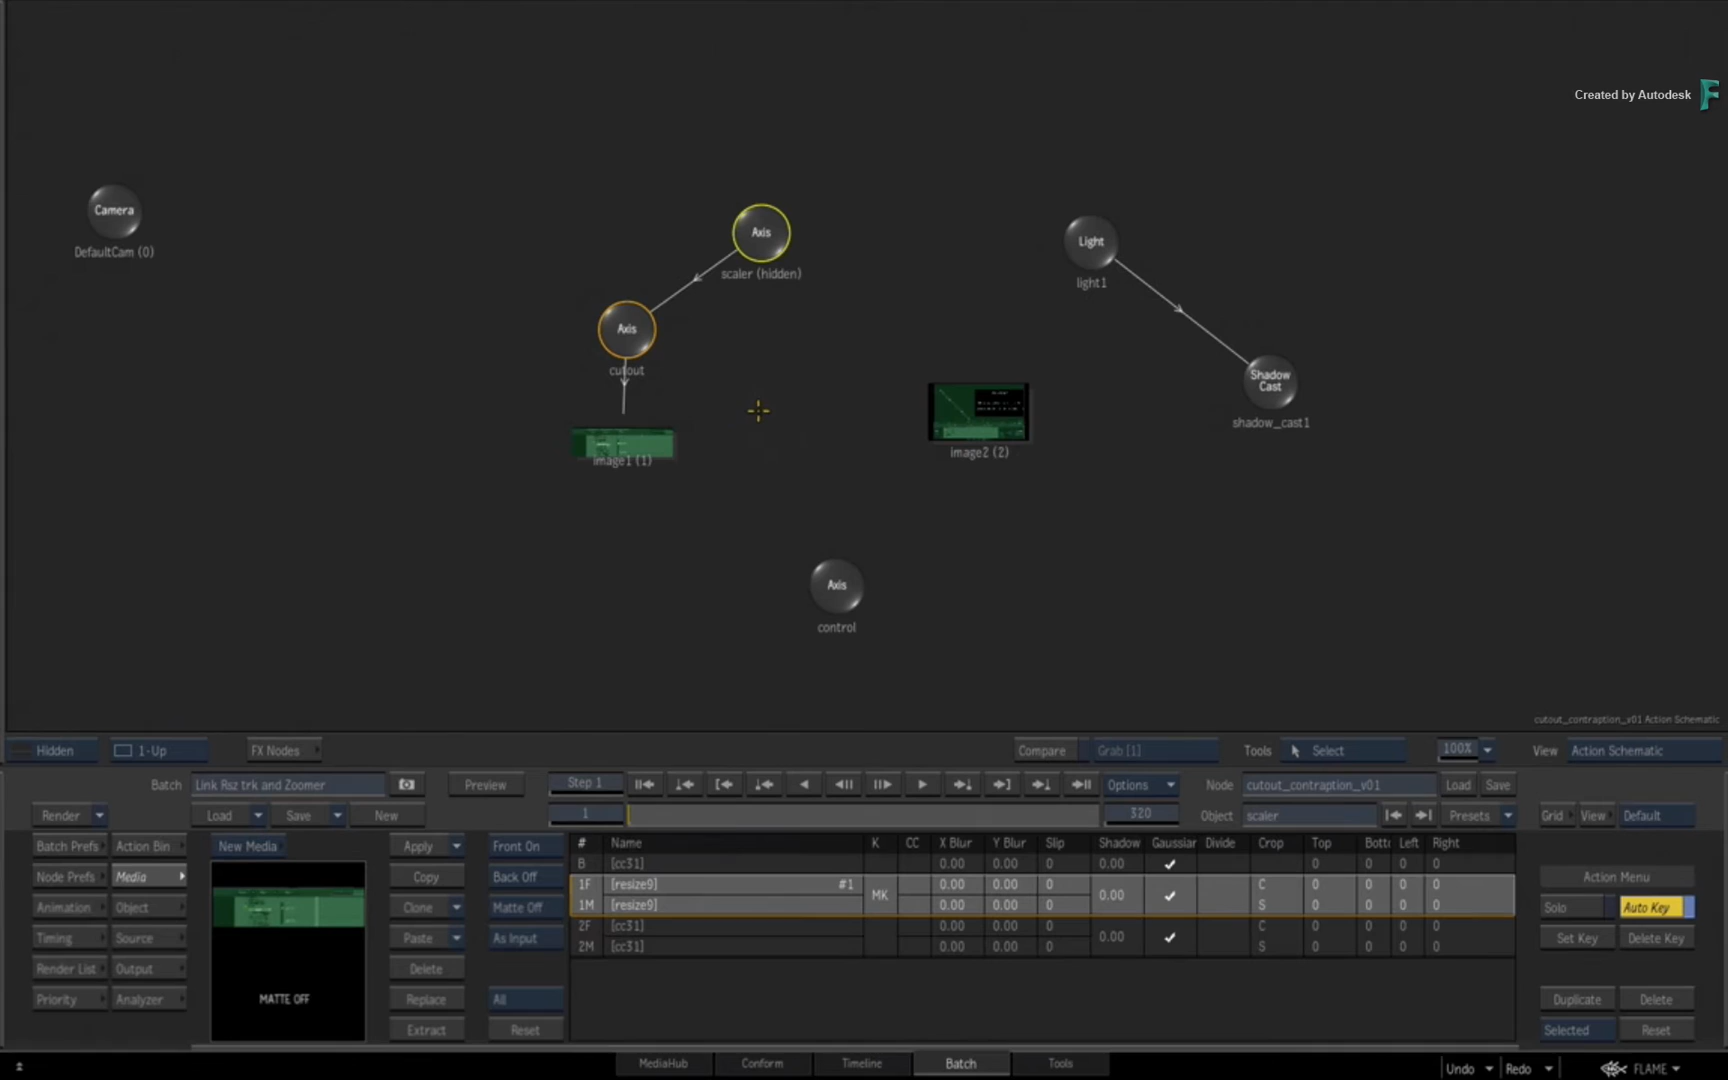 Created by Autodesk
Camera
DefaultCam (0)
Axis
scaler (hidden)
Light
light1
Axis
cutout
Shadow
Cast
shadow_cast1
image1 (1)
image2 (2)
Axis
control
cutout_contraption_v01 Action Schematic
Hidden 1-Up FX Nodes Compare Grab [1] Tools Select 100% View Action Schematic
Batch Link Rsz trk and Zoomer Preview Step 1 Options Node cutout_contraption_v01 Load Save
Render Load Save New 1 320 Object scaler Presets Grid View Default
Batch Prefs Action Bin New Media Apply Front On # Name K CC X Blur Y Blur Slip Shadow Gaussiar Divide Crop Top Bott Left Right
B [cc31] 0.00 0.00 0 0.00 0 0 0 0
Node Prefs Media Copy Back Off 1F [resize9] #1 MK 0.00 0.00 0 0.00 C 0 0 0 0 Action Menu
Animation Object Clone Matte Off 1M [resize9] 0.00 0.00 0 S 0 0 0 0 Solo Auto Key
2F [cc31] 0.00 0.00 0 0.00 C 0 0 0 0
Timing Source Paste As Input 2M [cc31] 0.00 0.00 0 S 0 0 0 0 Set Key Delete Key
Render List Output Delete
Priority Analyzer MATTE OFF Replace All Duplicate Delete
Extract Reset Selected Reset
MediaHub Conform Timeline Batch Tools Undo Redo FLAME